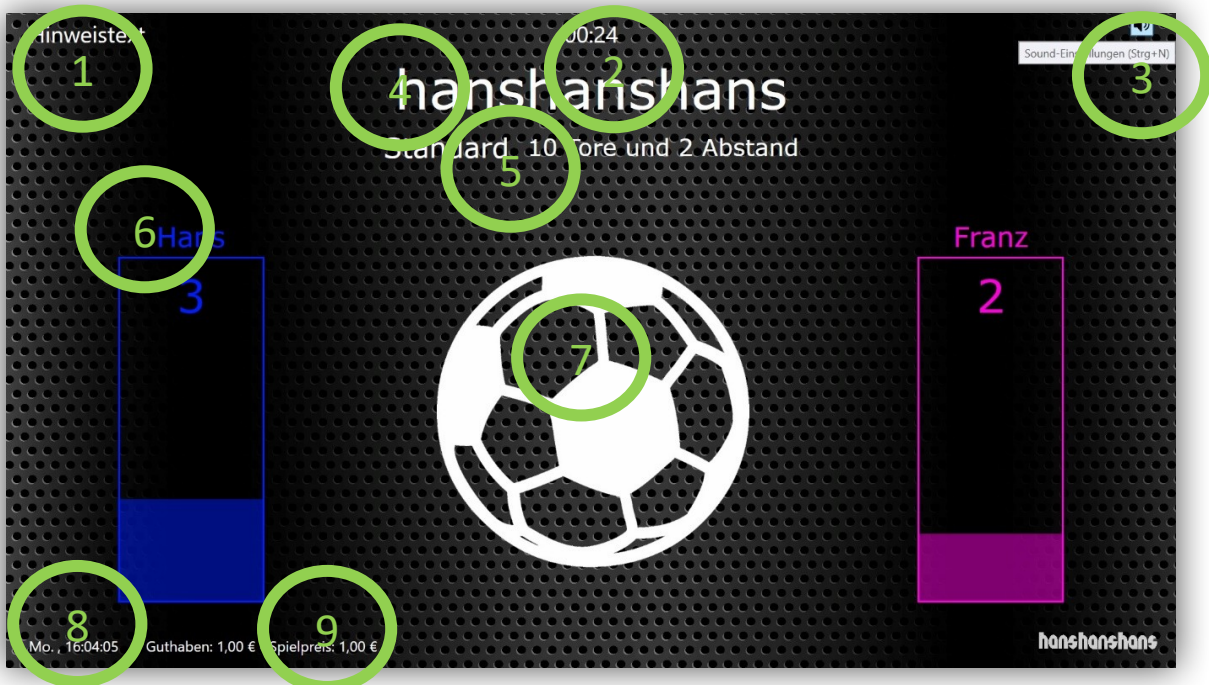 Hinweistext
00:24
Sound-Einstellungen (Strg+N)
1
2
3
4
hanshanshans
5
Standard 10 Tore und 2 Abstand
6
Hans
Franz
3
2
7
8
9
Mo. , 16:04:05 Guthaben: 1,00 € Spielpreis: 1,00 €
hanshanshans